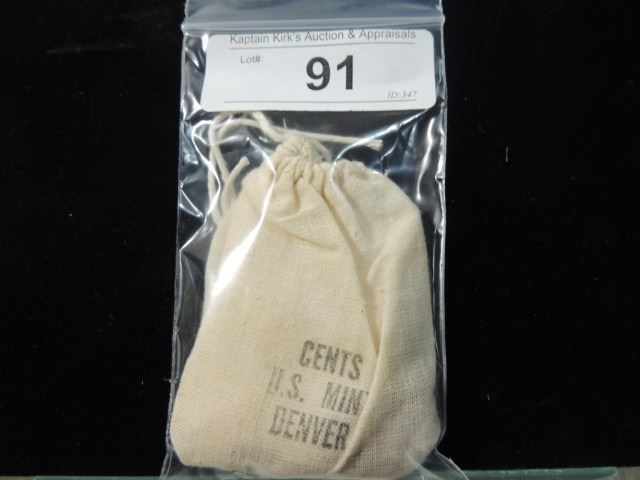 Kaptain Kirk's Auction & Appraisals
Lot#:
91
ID:347
CENTS
U.S. MIN
DENVER